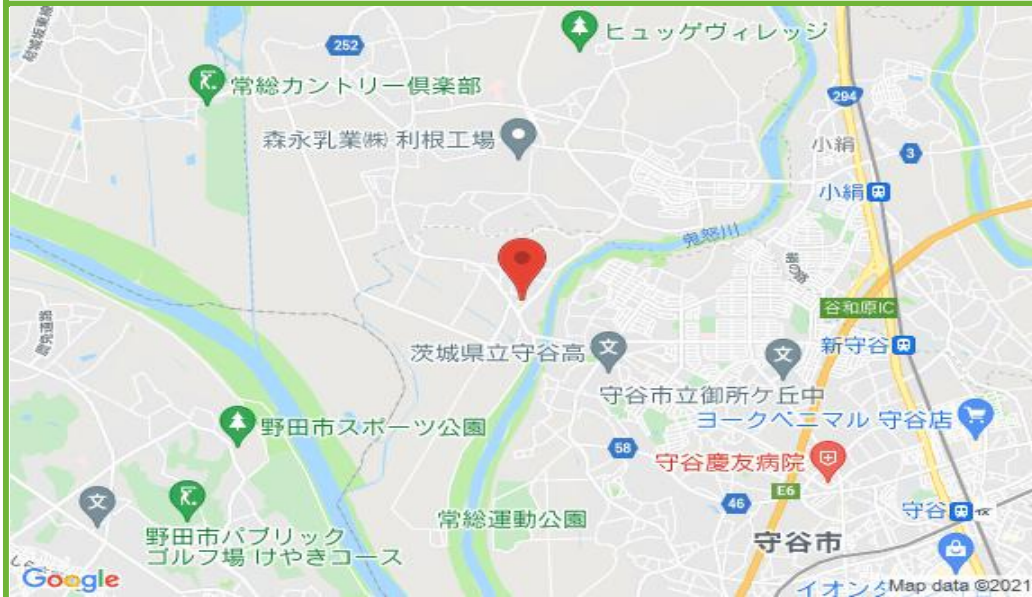 ヒュッゲヴィレッジ
252
常総カントリー倶楽部
294
森永乳業㈱ 利根工場
小絹
3
小絹
鬼怒川
谷和原IC
新守谷
茨城県立守谷高
守谷市立御所ケ丘中
ヨークベニマル 守谷店
野田市スポーツ公園
58
守谷慶友病院
E6
46
守谷
常総運動公園
野田市パブリック
ゴルフ場 けやきコース
守谷市
Google
イオンタ
Map data ©2021